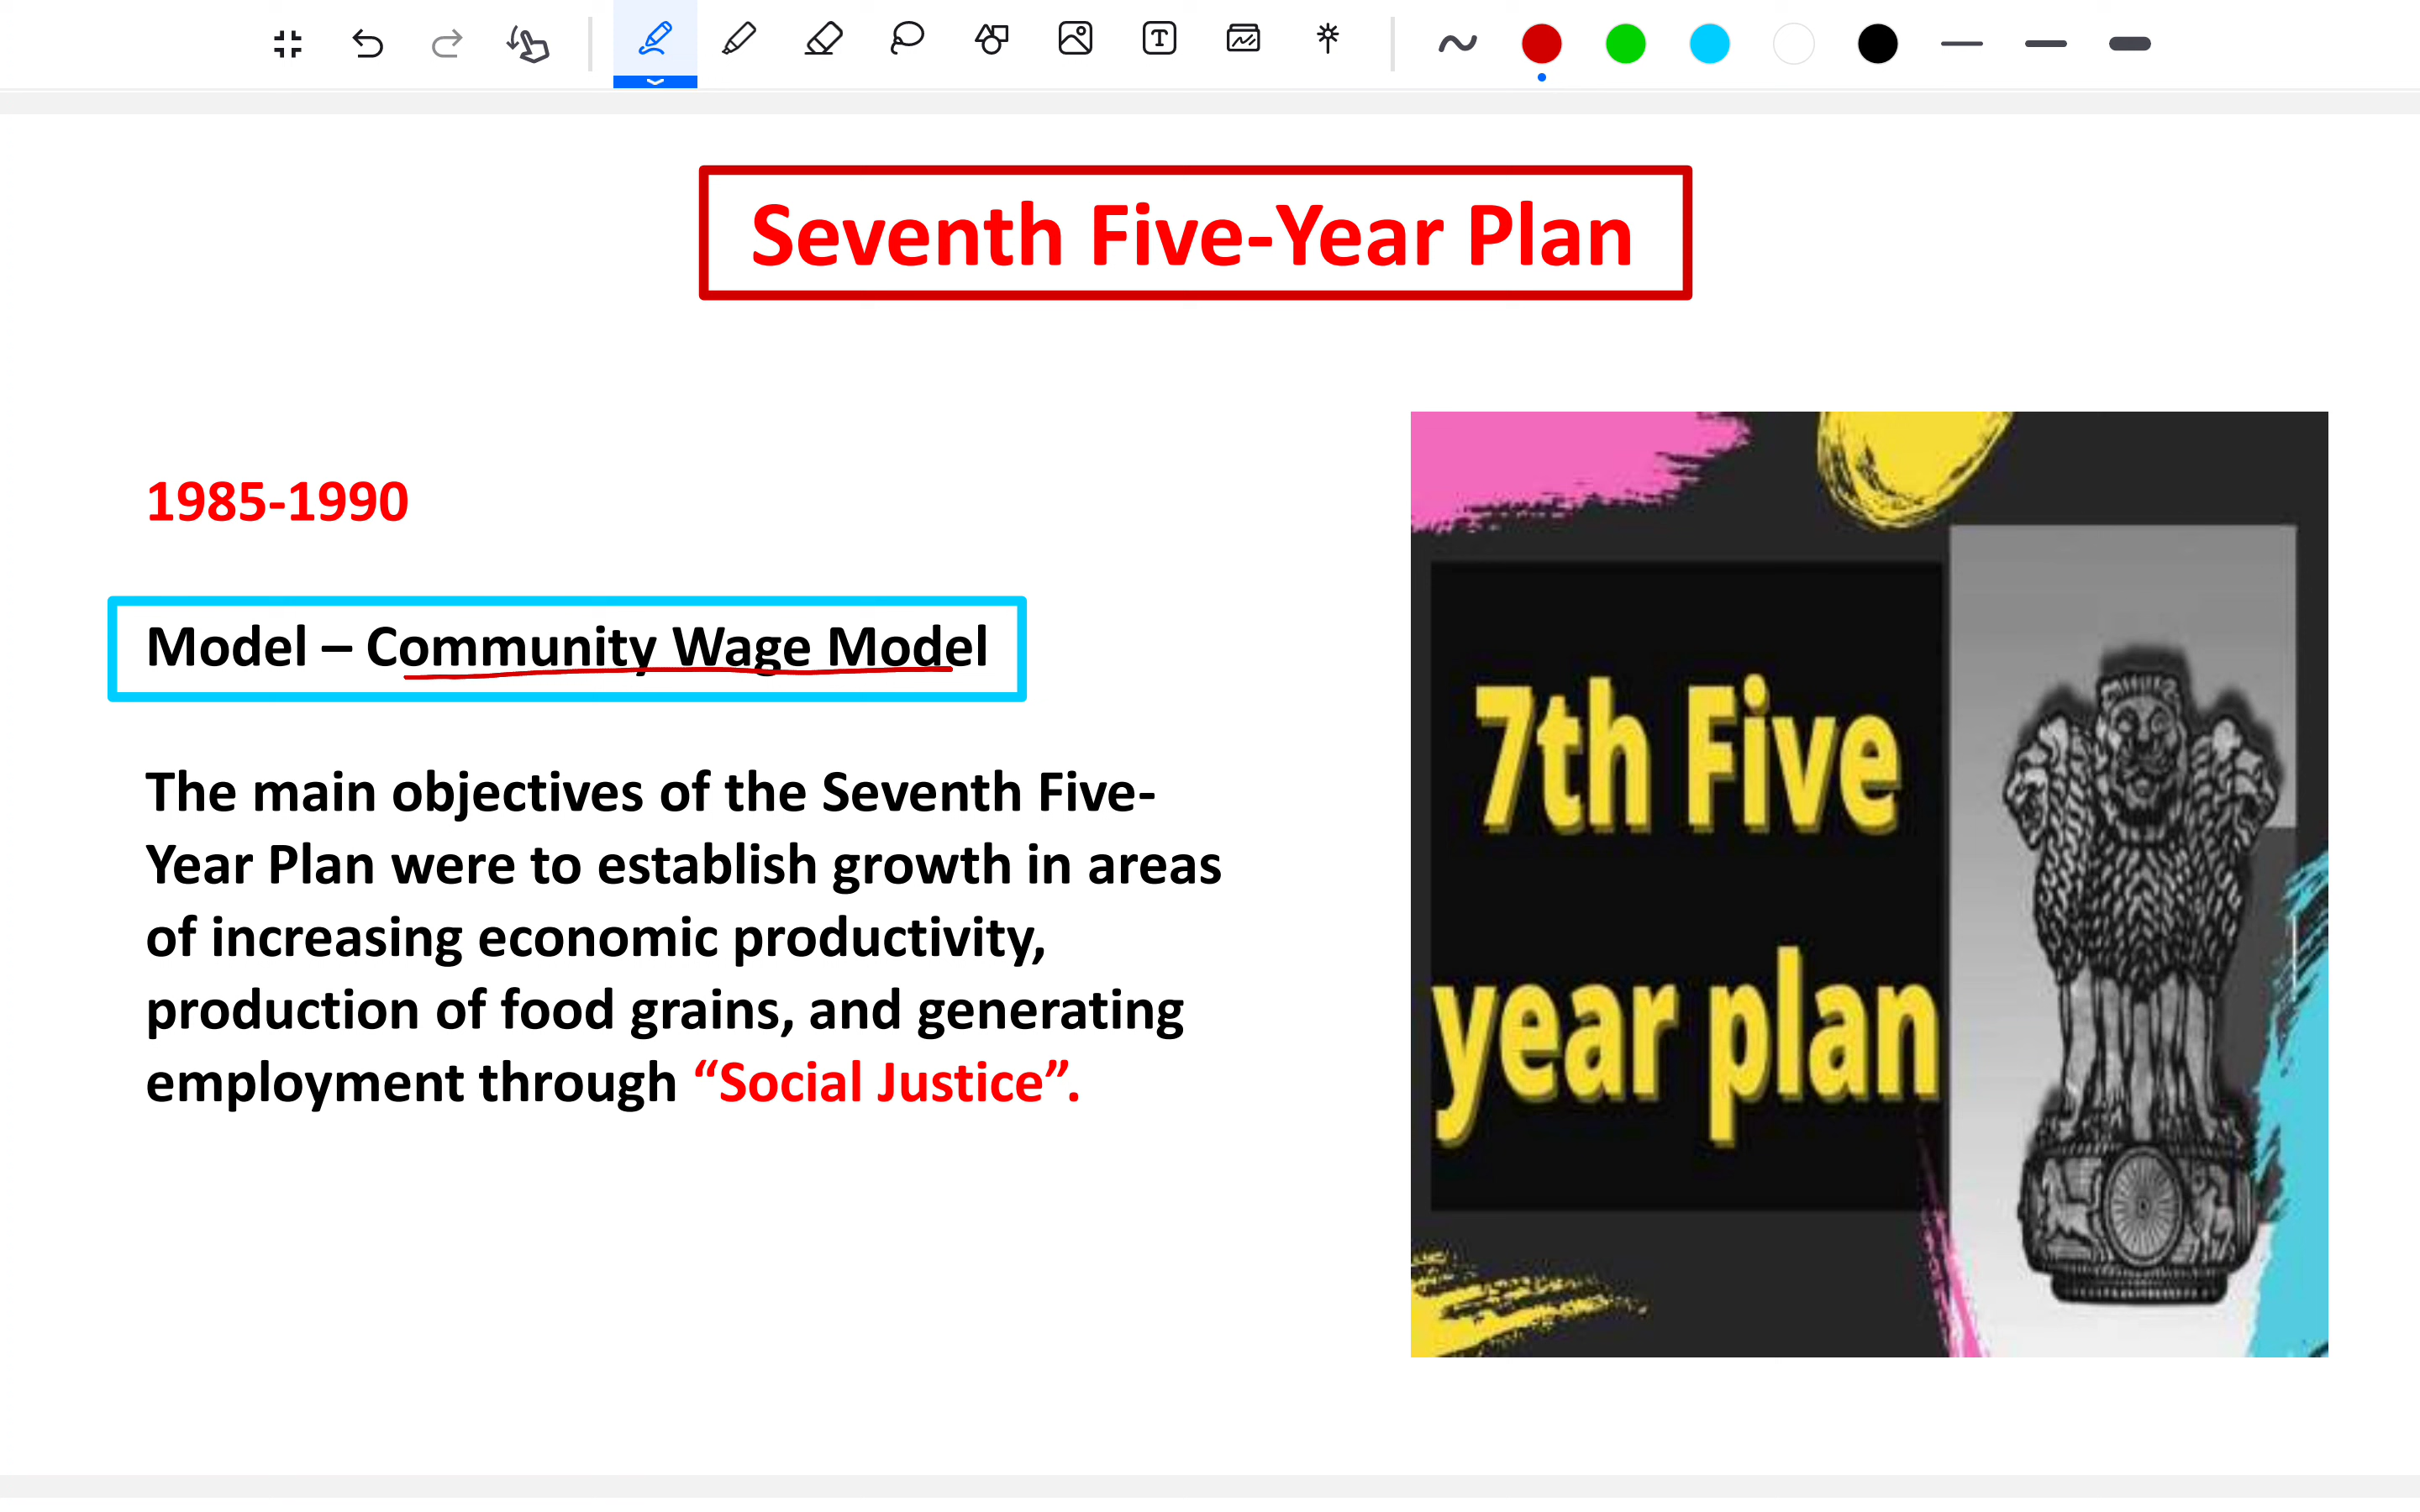 Seventh Five-Year Plan
1985-1990
Model – Community Wage Model
The main objectives of the Seventh Five-
Year Plan were to establish growth in areas
of increasing economic productivity,
production of food grains, and generating
employment through “Social Justice”.
7th Five
year plan